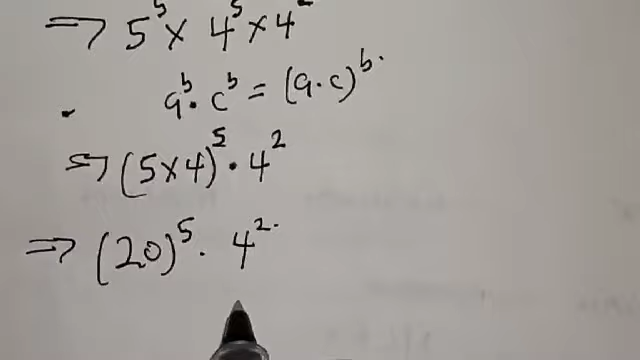 ⇒ 5⁵ × 4⁵ × 4²
a^b · c^b = (a·c)^b.
⇒ (5×4)⁵ · 4²
⇒ (20)⁵ · 4².